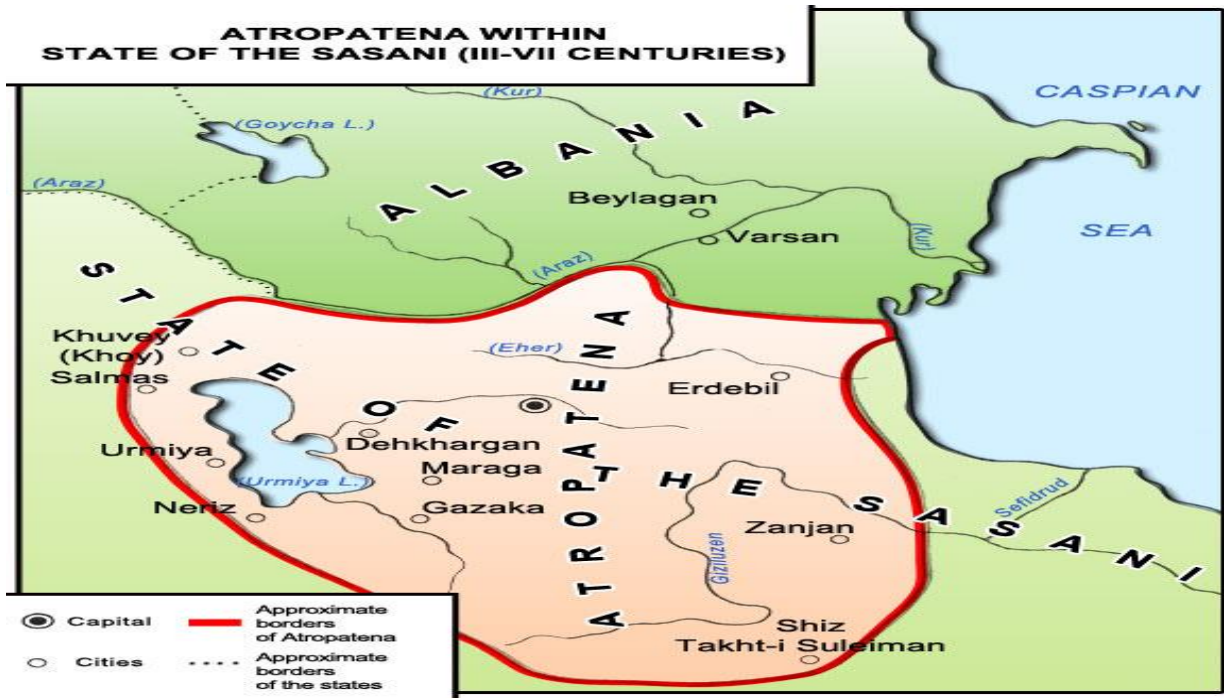 ATROPATENA WITHIN
STATE OF THE SASANI (III-VII CENTURIES)
(Kur)
CASPIAN
(Goycha L.)
ALBANIA
(Araz)
Beylagan
SEA
Varsan
(Kur)
(Araz)
STATE OF THE SASANI
ATROPATENA
Khuvey
(Khoy)
(Eher)
Salmas
Erdebil
Dehkhargan
Urmiya
Maraga
(Urmiya L.)
Neriz
Gazaka
Sefidrud
Zanjan
Giziluzen
Shiz
Takht-i Suleiman
Capital
Approximate
borders
of Atropatena
Cities
Approximate
borders
of the states